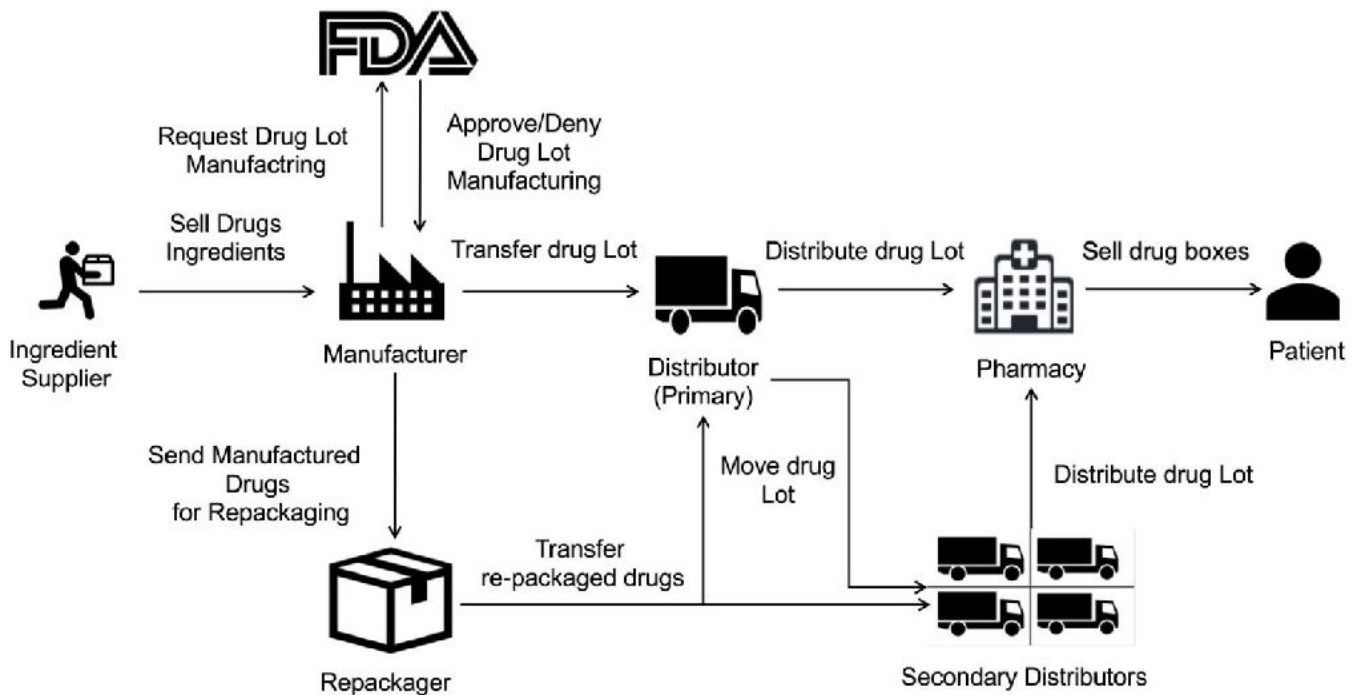 FDA
Request Drug Lot
Manufactring
Approve/Deny
Drug Lot
Manufacturing
Sell Drugs
Ingredients
Transfer drug Lot
Distribute drug Lot
Sell drug boxes
Ingredient
Supplier
Manufacturer
Distributor
(Primary)
Pharmacy
Patient
Send Manufactured
Drugs
for Repackaging
Move drug
Lot
Distribute drug Lot
Transfer
re-packaged drugs
Repackager
Secondary Distributors